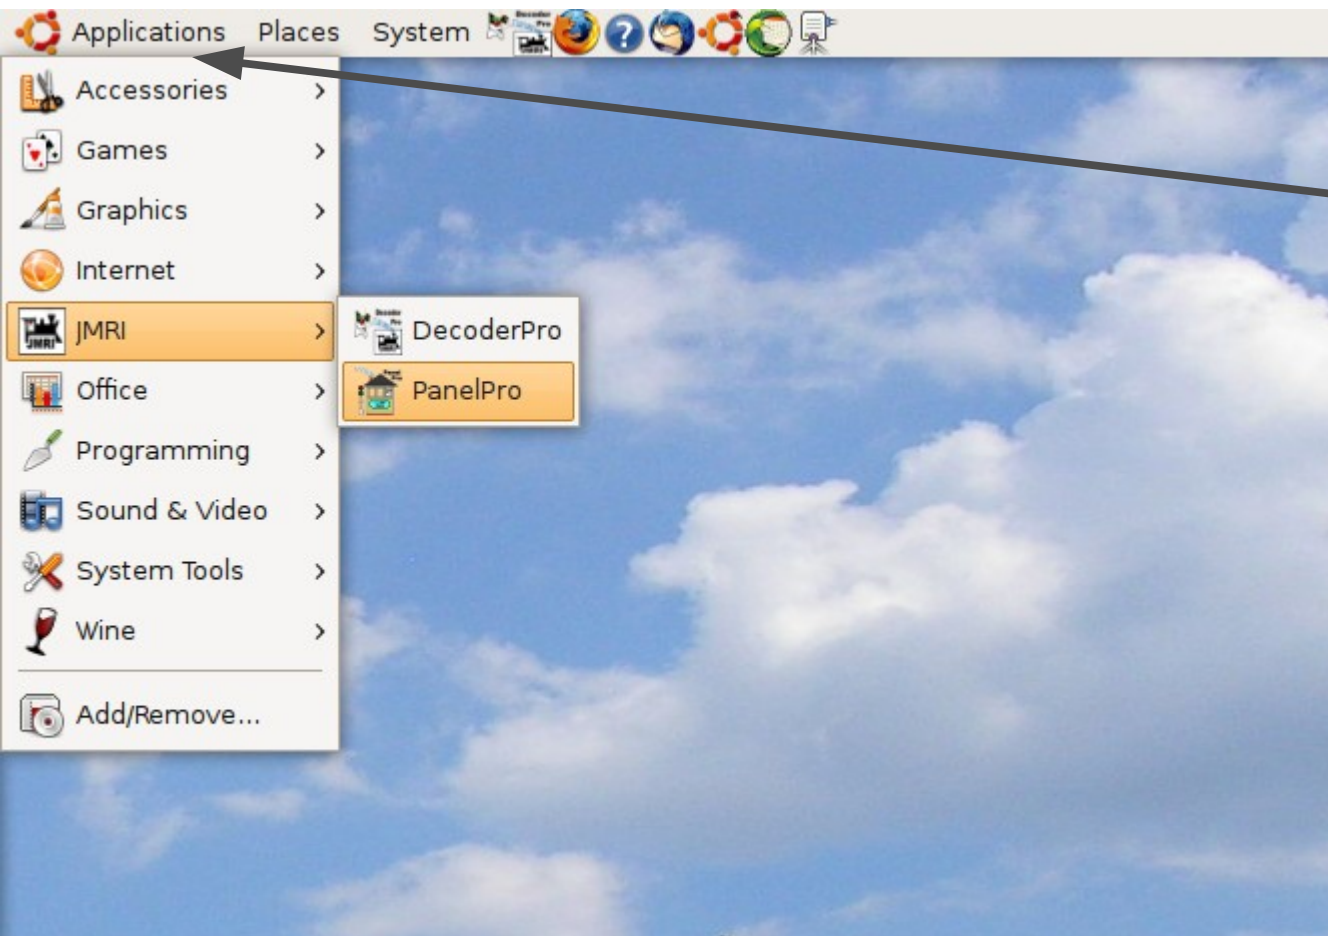 Applications Places System
Accessories
Games
Graphics
Internet
JMRI
DecoderPro
Office
PanelPro
Programming
Sound & Video
System Tools
Wine
Add/Remove...